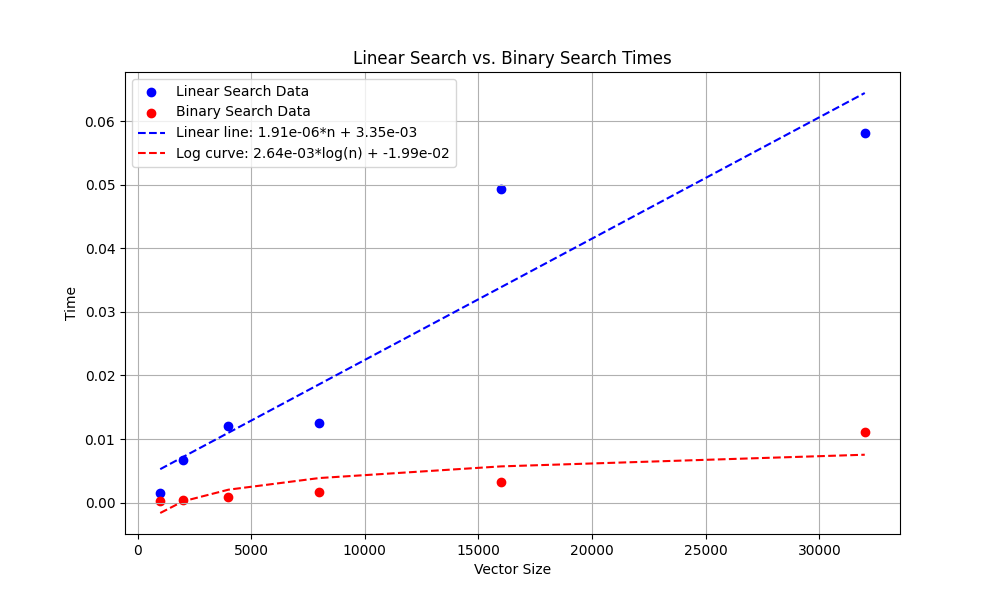 Linear Search vs. Binary Search Times
Linear Search Data
Binary Search Data
Linear line: 1.91e-06*n + 3.35e-03
Log curve: 2.64e-03*log(n) + -1.99e-02
0.06
0.05
0.04
0.03
0.02
0.01
0.00
Time
0 5000 10000 15000 20000 25000 30000
Vector Size